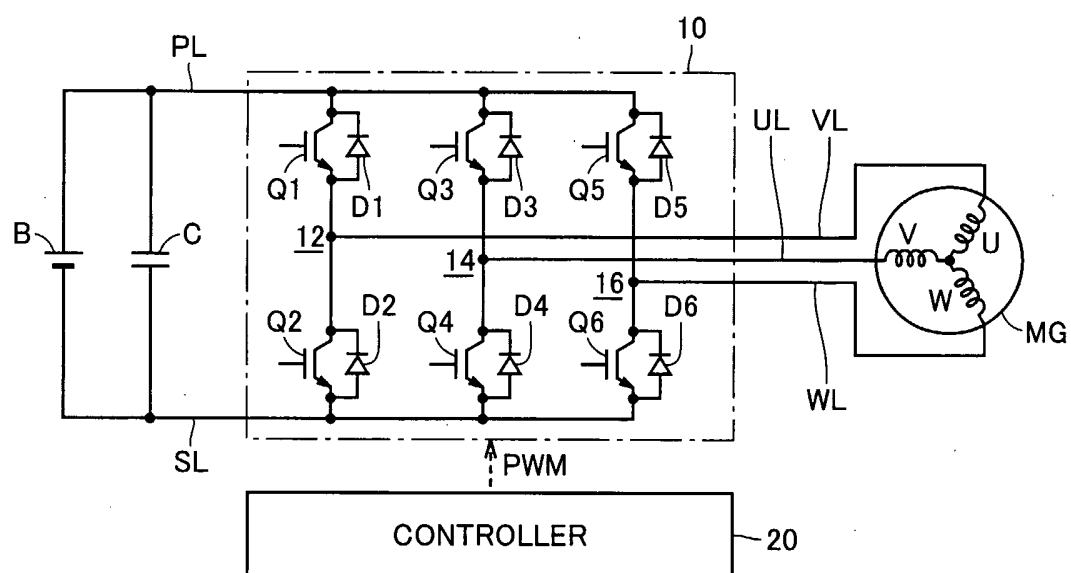 10
PL
UL VL
Q1 Q3 Q5
D1 D3 D5
B C
12
14
16
V U
W
MG
Q2 D2 Q4 D4 Q6 D6
WL
SL
PWM
CONTROLLER
20